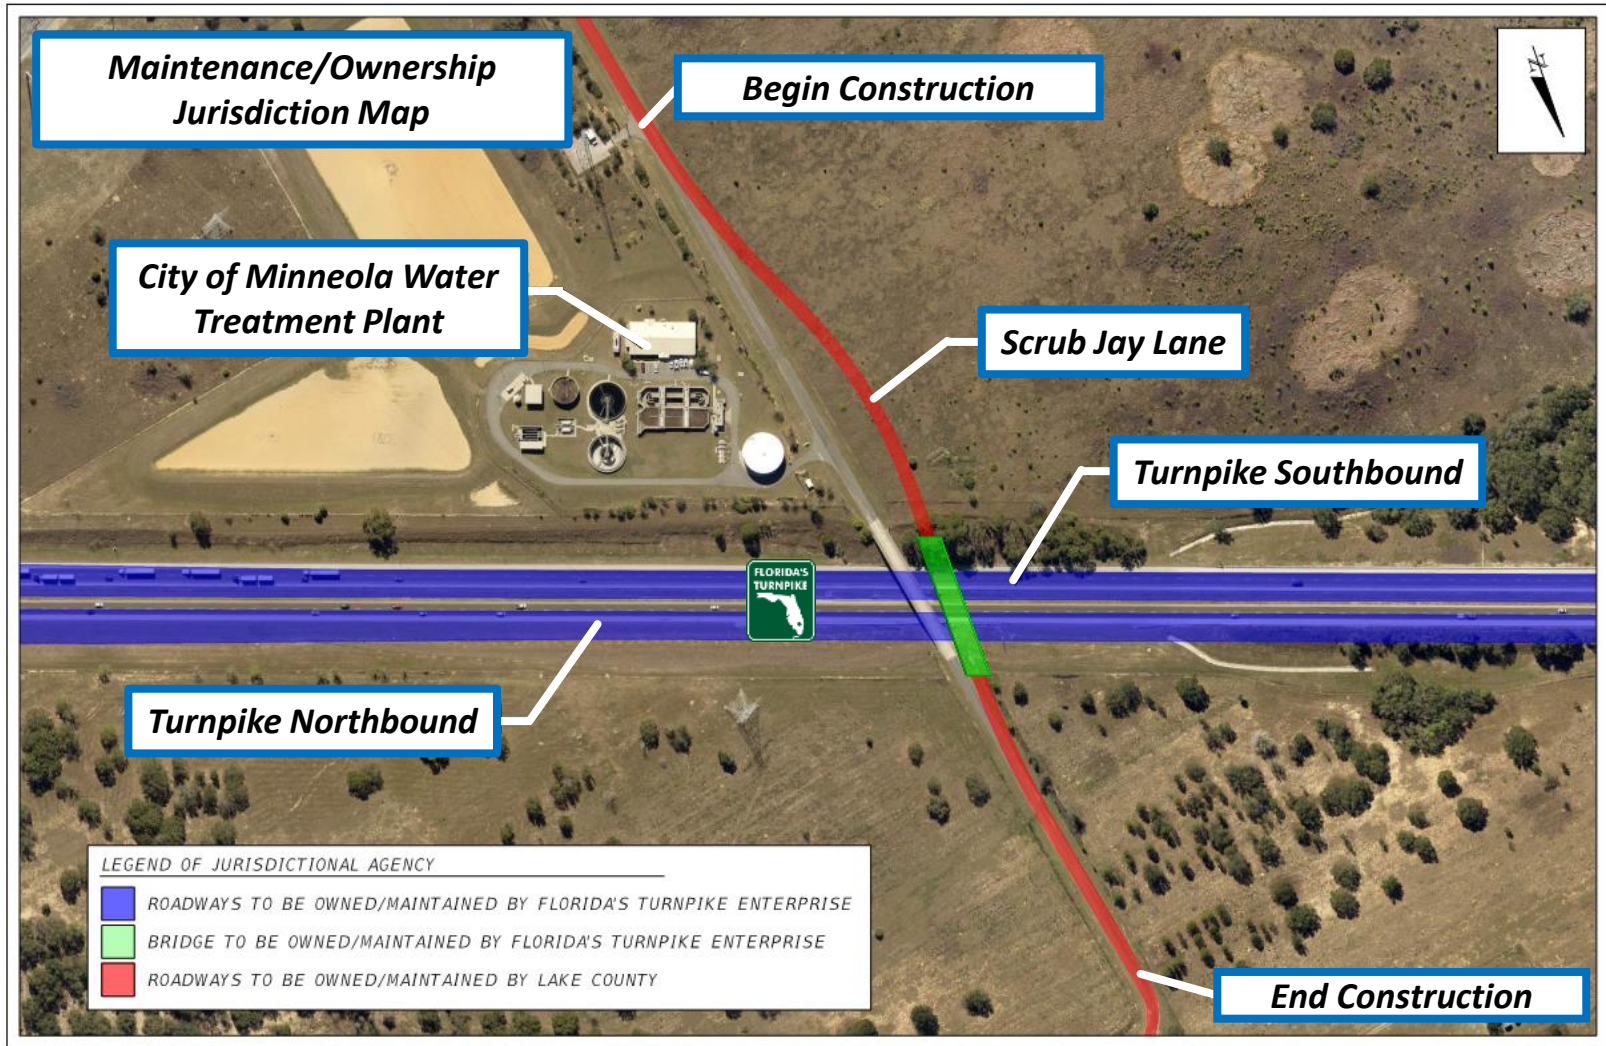 Maintenance/Ownership
Jurisdiction Map
Begin Construction
N
City of Minneola Water
Treatment Plant
Scrub Jay Lane
Turnpike Southbound
FLORIDA'S
TURNPIKE
Turnpike Northbound
LEGEND OF JURISDICTIONAL AGENCY
ROADWAYS TO BE OWNED/MAINTAINED BY FLORIDA'S TURNPIKE ENTERPRISE
BRIDGE TO BE OWNED/MAINTAINED BY FLORIDA'S TURNPIKE ENTERPRISE
ROADWAYS TO BE OWNED/MAINTAINED BY LAKE COUNTY
End Construction